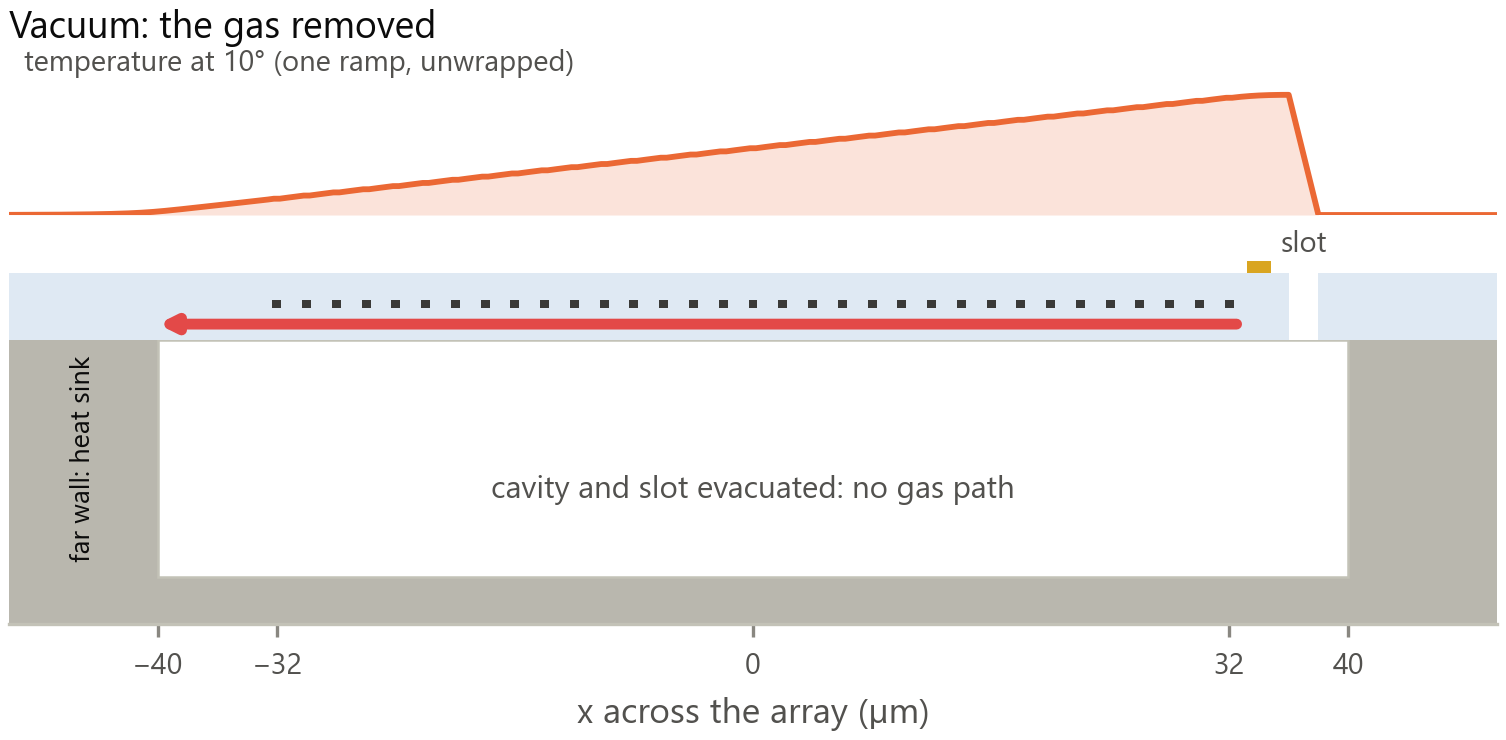 Vacuum: the gas removed
temperature at 10° (one ramp, unwrapped)
slot
far wall: heat sink
cavity and slot evacuated: no gas path
−40 −32 0 32 40
x across the array (μm)